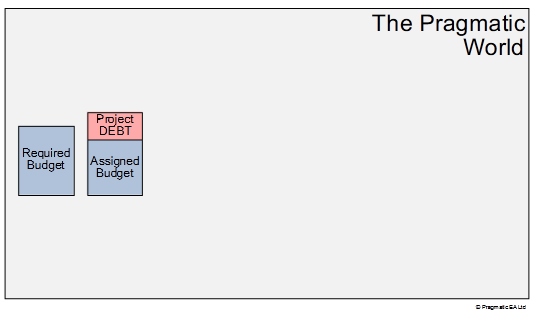 The Pragmatic
World
Project
DEBT
Required
Budget
Assigned
Budget
© Pragmatic EA Ltd